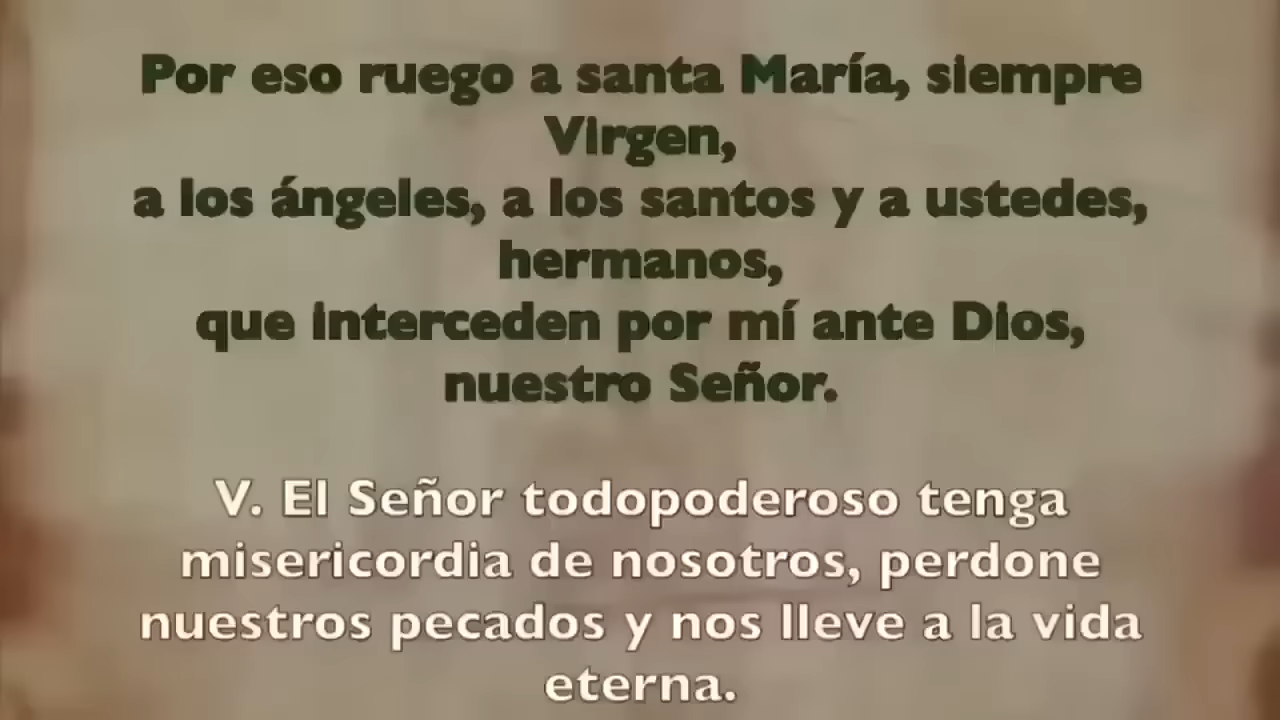 Por eso ruego a santa María, siempre
Virgen,
a los ángeles, a los santos y a ustedes,
hermanos,
que interceden por mí ante Dios,
nuestro Señor.
V. El Señor todopoderoso tenga
misericordia de nosotros, perdone
nuestros pecados y nos lleve a la vida
eterna.